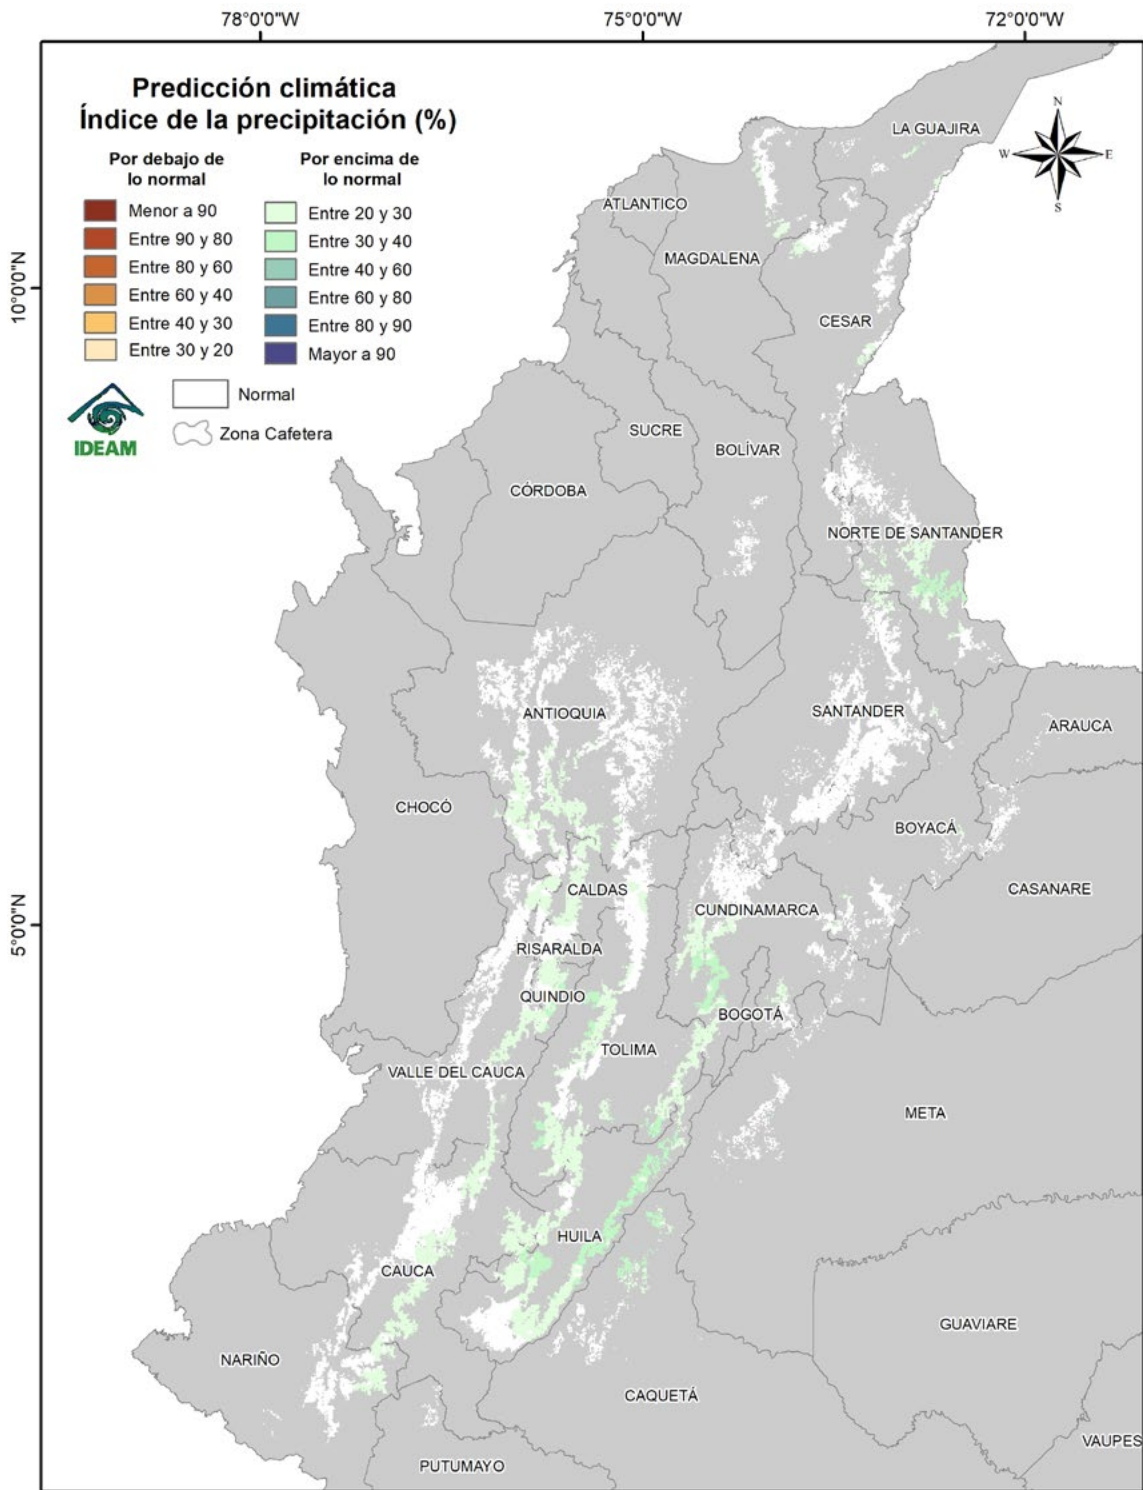 78°0'0"W
75°0'0"W
72°0'0"W
Predicción climática
Índice de la precipitación (%)
Por debajo de
lo normal
Menor a 90
Entre 90 y 80
Entre 80 y 60
Entre 60 y 40
Entre 40 y 30
Entre 30 y 20
Por encima de
lo normal
Entre 20 y 30
Entre 30 y 40
Entre 40 y 60
Entre 60 y 80
Entre 80 y 90
Mayor a 90
IDEAM
Normal
Zona Cafetera
N
W
E
S
10°0'0"N
5°0'0"N
LA GUAJIRA
ATLANTICO
MAGDALENA
CESAR
SUCRE
BOLÍVAR
CÓRDOBA
NORTE DE SANTANDER
ANTIOQUIA
SANTANDER
ARAUCA
CHOCÓ
BOYACÁ
CALDAS
CASANARE
CUNDINAMARCA
RISARALDA
QUINDIO
BOGOTÁ
TOLIMA
VALLE DEL CAUCA
META
HUILA
CAUCA
GUAVIARE
NARIÑO
CAQUETÁ
VAUPES
PUTUMAYO